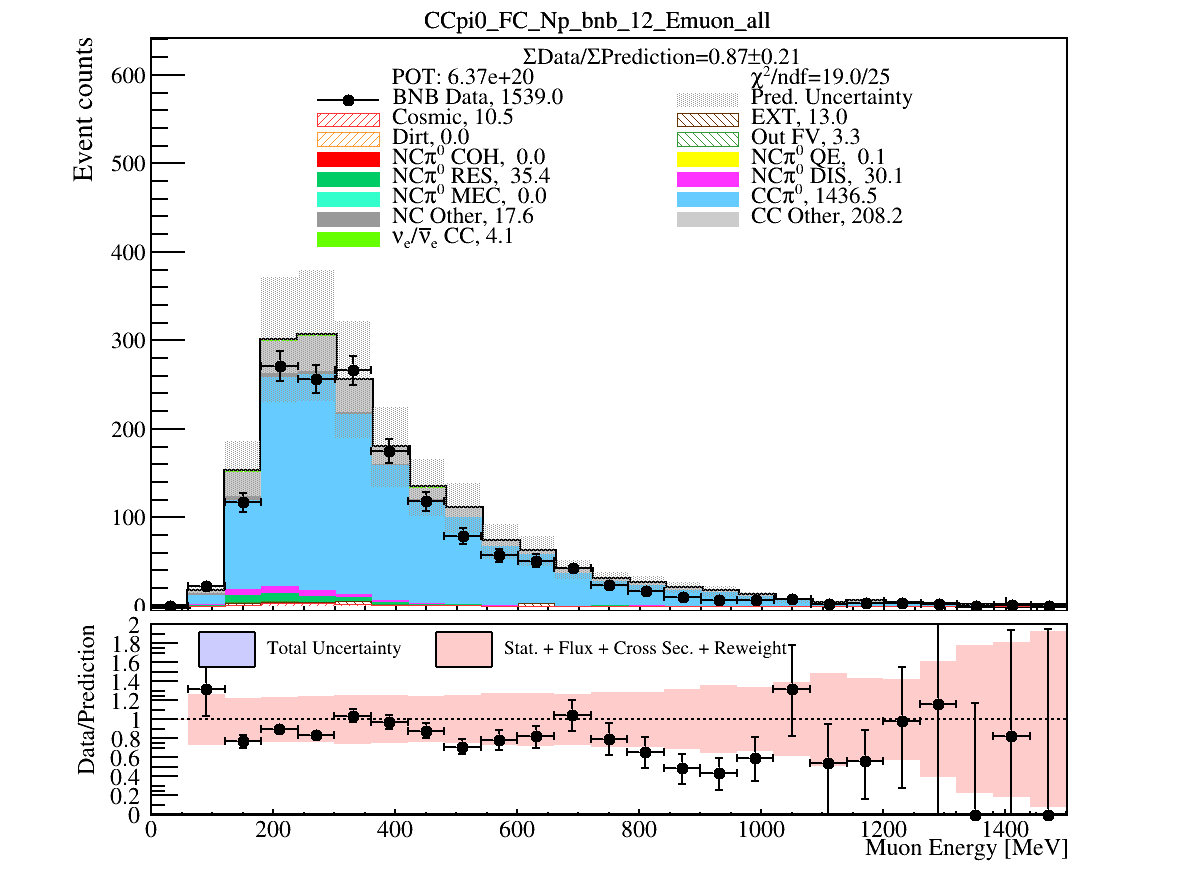 CCpi0_FC_Np_bnb_12_Emuon_all
ΣData/ΣPrediction=0.87±0.21
POT: 6.37e+20
χ²/ndf=19.0/25
BNB Data, 1539.0
Pred. Uncertainty
Cosmic, 10.5
EXT, 13.0
Dirt, 0.0
Out FV, 3.3
NCπ⁰ COH, 0.0
NCπ⁰ QE, 0.1
NCπ⁰ RES, 35.4
NCπ⁰ DIS, 30.1
NCπ⁰ MEC, 0.0
CCπ⁰, 1436.5
NC Other, 17.6
CC Other, 208.2
νₑ/ν̅ₑ CC, 4.1
Event counts
600
500
400
300
200
100
0
Total Uncertainty
Stat. + Flux + Cross Sec. + Reweight
Data/Prediction
2
1.8
1.6
1.4
1.2
1
0.8
0.6
0.4
0.2
0
0 200 400 600 800 1000 1200 1400
Muon Energy [MeV]